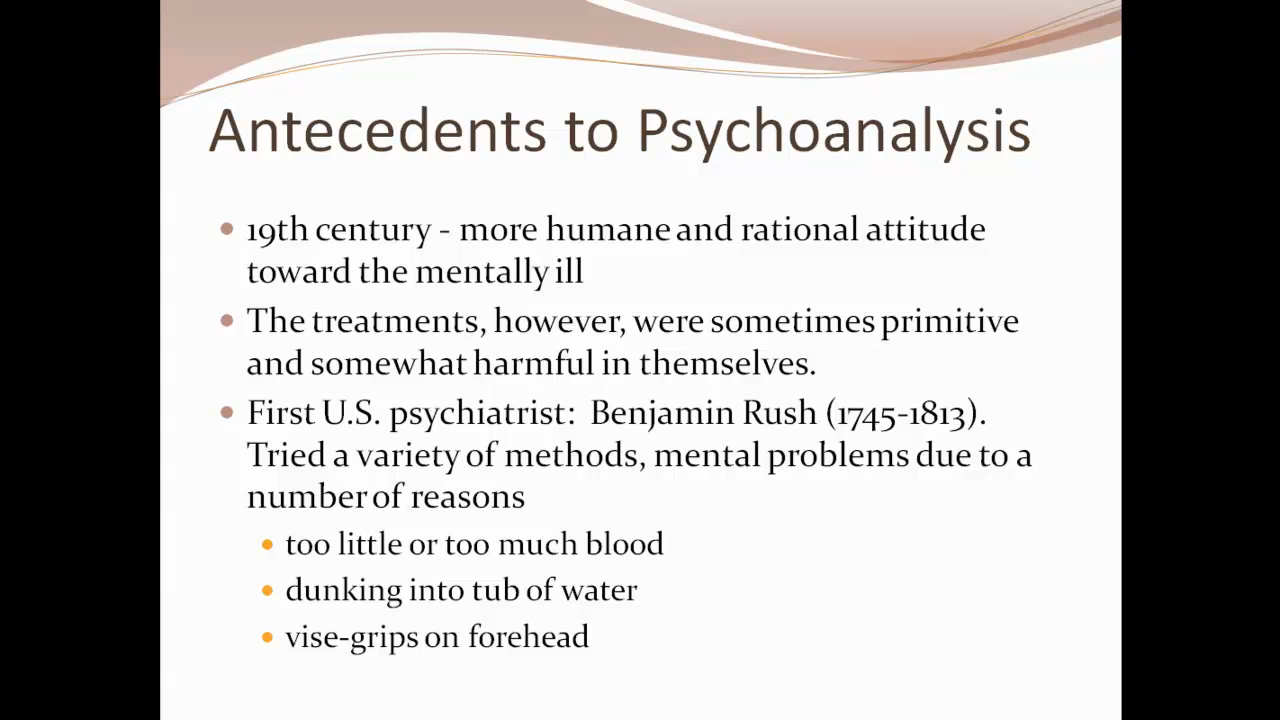 Antecedents to Psychoanalysis
19th century - more humane and rational attitude
toward the mentally ill
The treatments, however, were sometimes primitive
and somewhat harmful in themselves.
First U.S. psychiatrist: Benjamin Rush (1745-1813).
Tried a variety of methods, mental problems due to a
number of reasons
too little or too much blood
dunking into tub of water
vise-grips on forehead